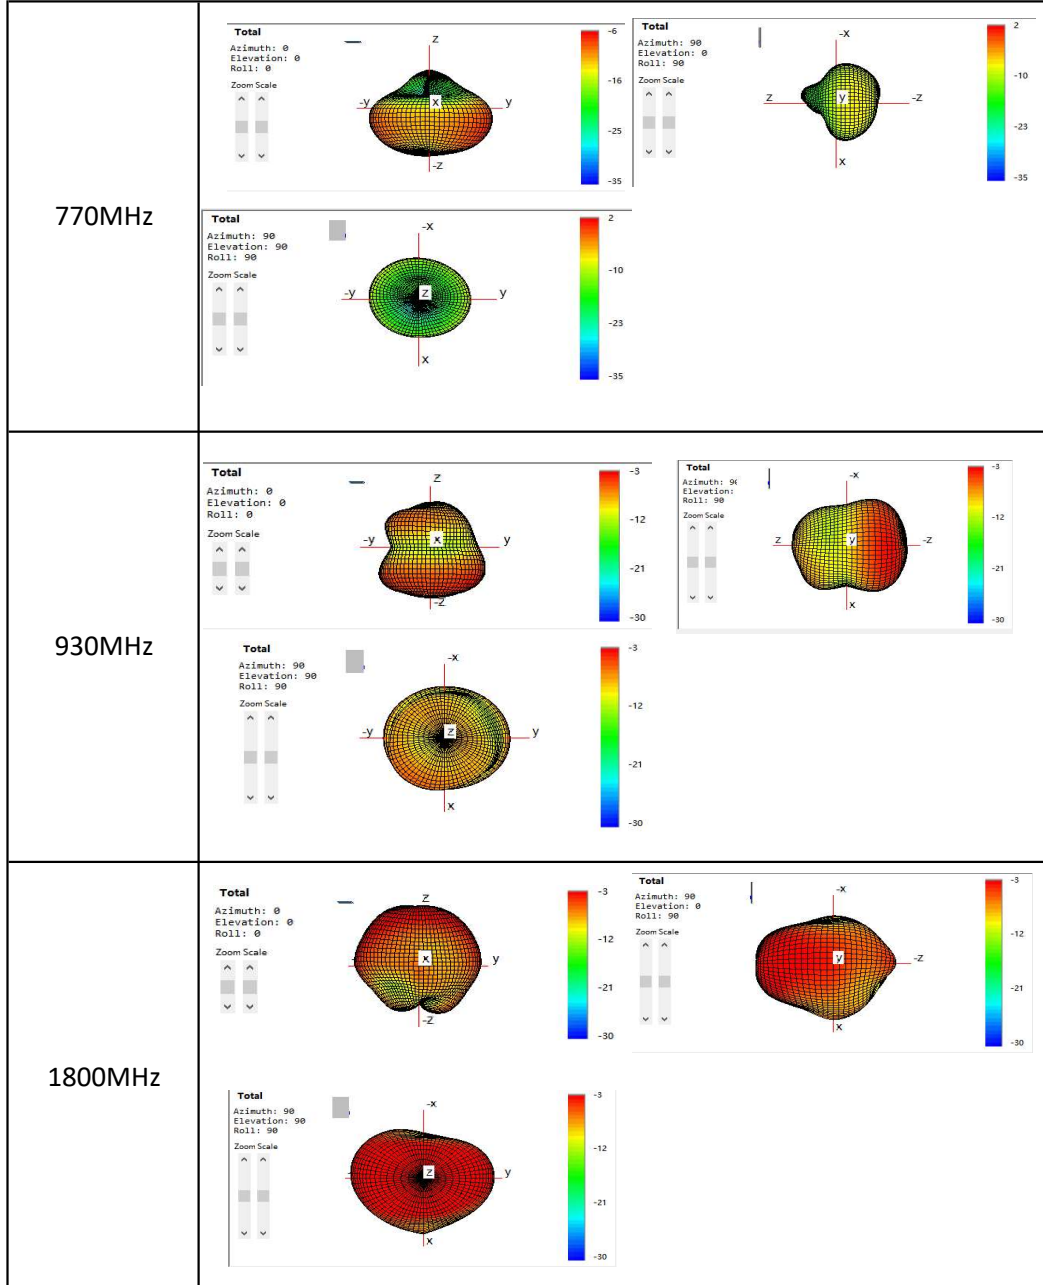 770MHz
Total
Azimuth: 0
Elevation: 0
Roll: 0
Zoom Scale
z
-y
x
y
-z
-6
-16
-25
-35
Total
Azimuth: 90
Elevation: 0
Roll: 90
Zoom Scale
-x
z
y
-z
x
2
-10
-23
-35
Total
Azimuth: 90
Elevation: 90
Roll: 90
Zoom Scale
-x
-y
z
y
x
2
-10
-23
-35
930MHz
Total
Azimuth: 0
Elevation: 0
Roll: 0
Zoom Scale
z
-y
x
y
-z
-3
-12
-21
-30
Total
Azimuth: 9
Elevation:
Roll: 90
Zoom Scale
-x
z
y
-z
x
-3
-12
-21
-30
Total
Azimuth: 90
Elevation: 90
Roll: 90
Zoom Scale
-x
-y
z
y
x
-3
-12
-21
-30
1800MHz
Total
Azimuth: 0
Elevation: 0
Roll: 0
Zoom Scale
z
x
y
-z
-3
-12
-21
-30
Total
Azimuth: 90
Elevation: 0
Roll: 90
Zoom Scale
-x
y
-z
x
-3
-12
-21
-30
Total
Azimuth: 90
Elevation: 90
Roll: 90
Zoom Scale
-x
z
y
x
-3
-12
-21
-30